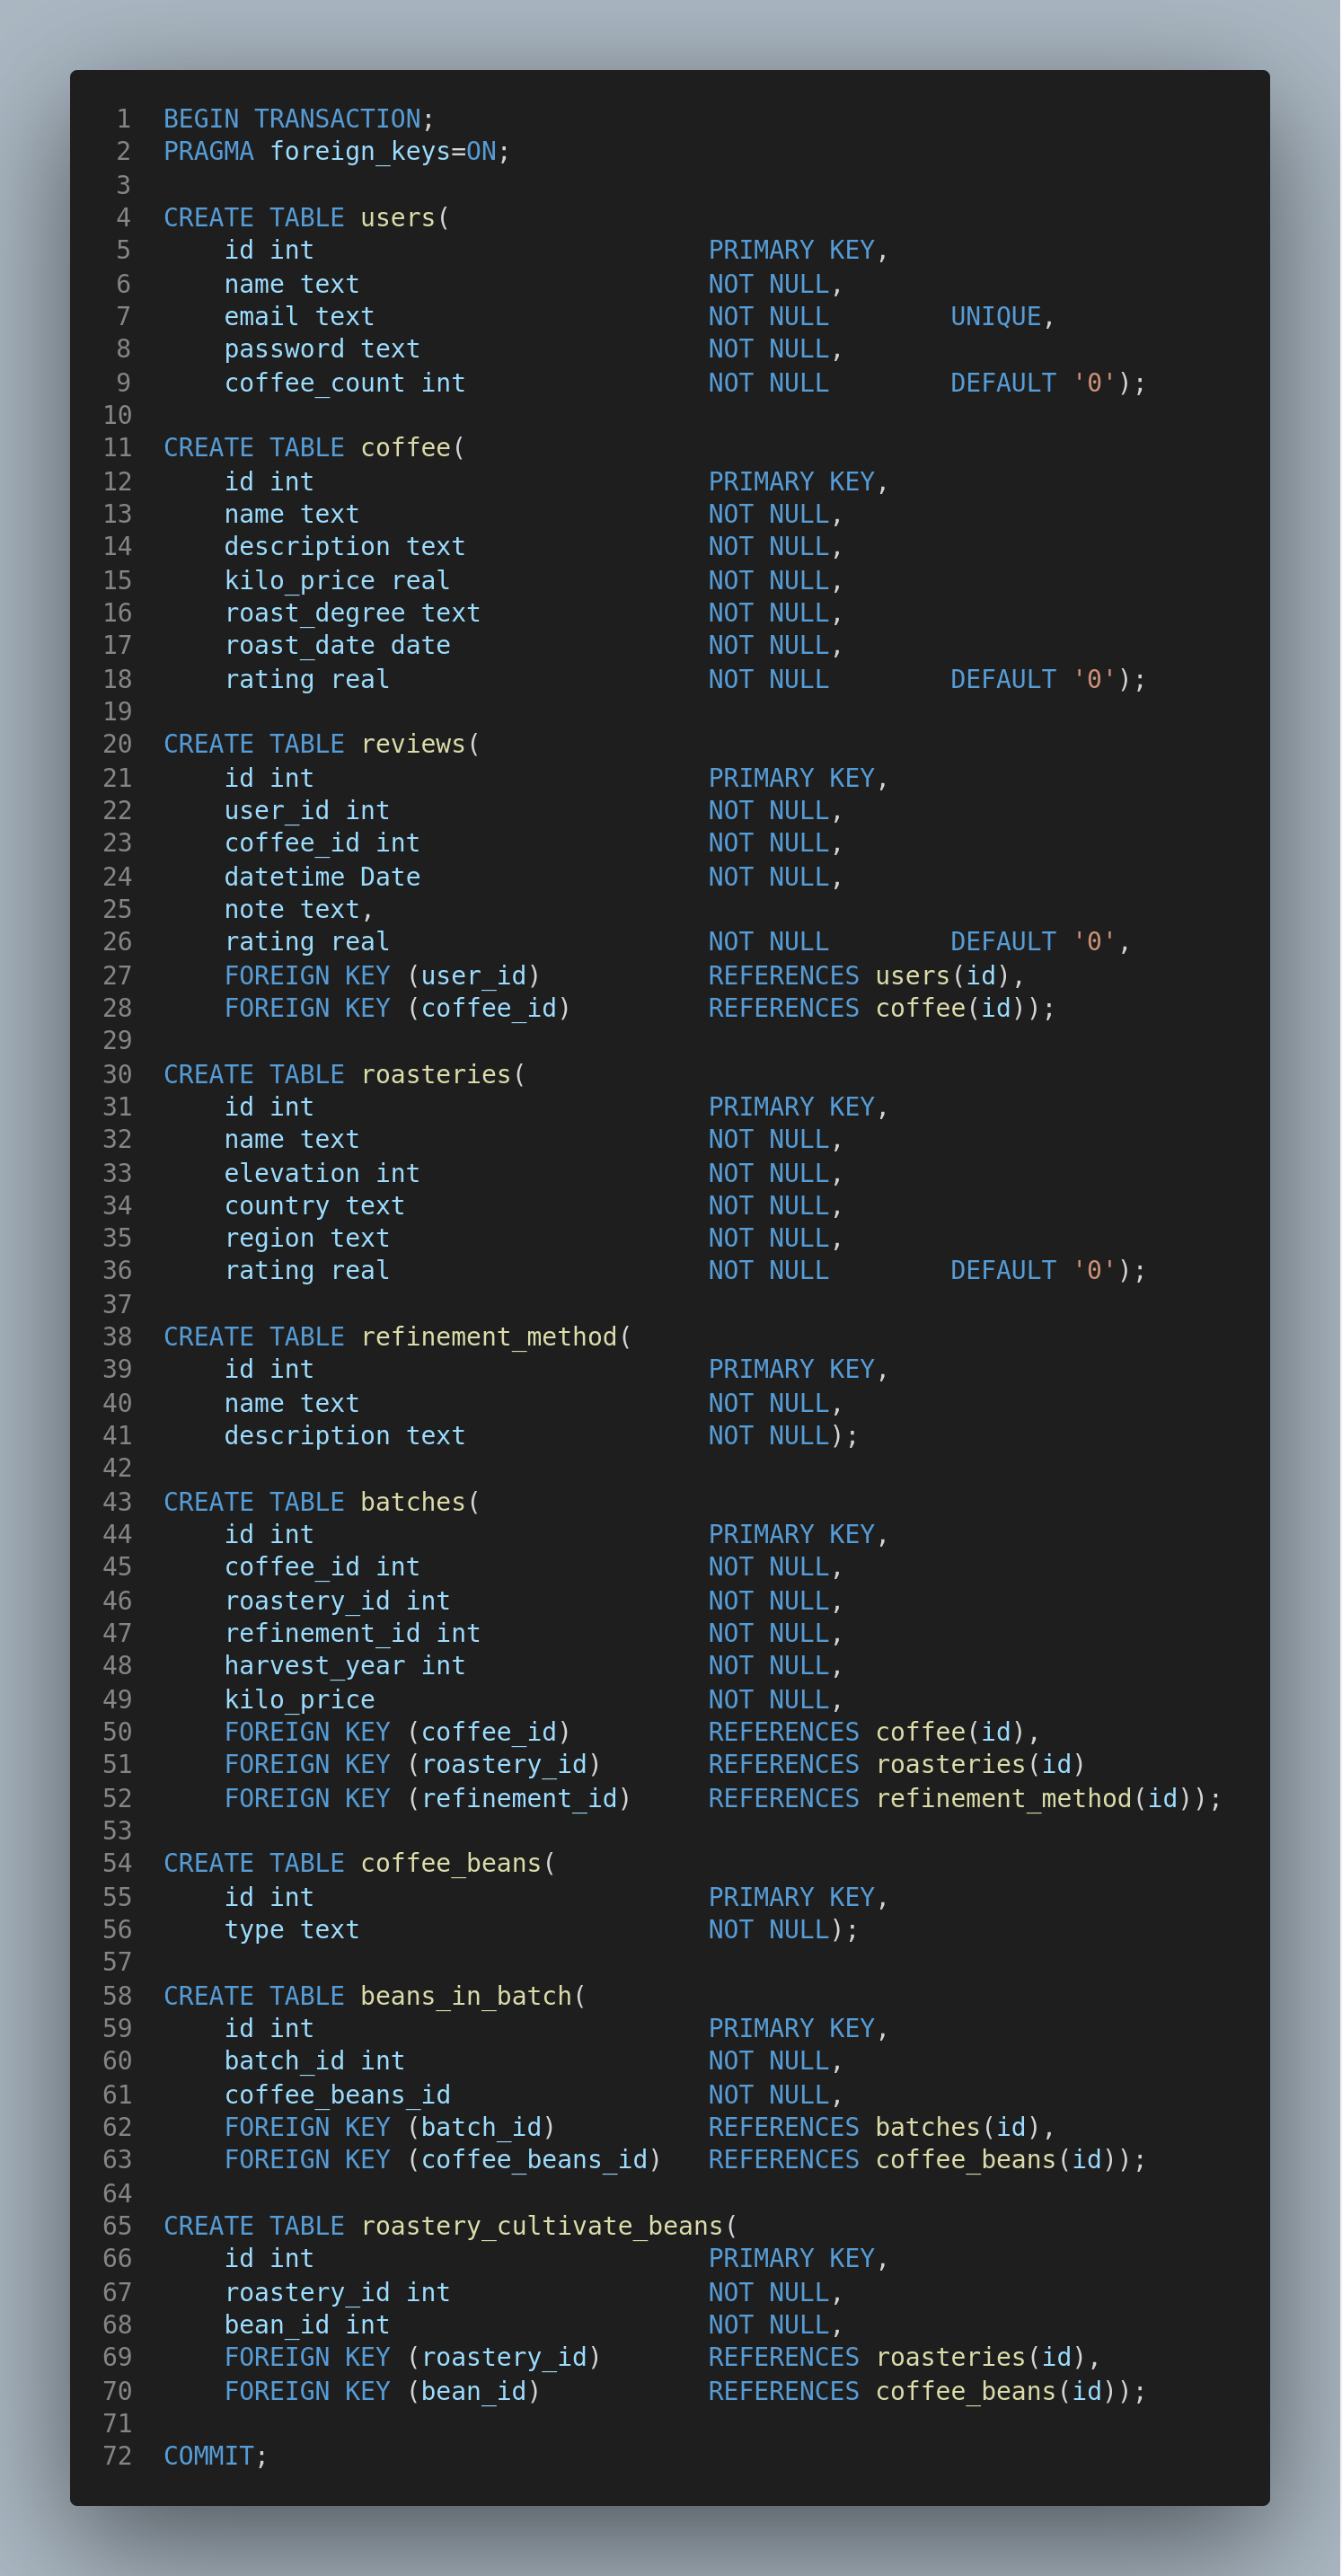 1 BEGIN TRANSACTION;
2 PRAGMA foreign_keys=ON;
3
4 CREATE TABLE users(
5     id int                          PRIMARY KEY,
6     name text                       NOT NULL,
7     email text                      NOT NULL        UNIQUE,
8     password text                   NOT NULL,
9     coffee_count int                NOT NULL        DEFAULT '0');
10
11 CREATE TABLE coffee(
12     id int                          PRIMARY KEY,
13     name text                       NOT NULL,
14     description text                NOT NULL,
15     kilo_price real                 NOT NULL,
16     roast_degree text               NOT NULL,
17     roast_date date                 NOT NULL,
18     rating real                     NOT NULL        DEFAULT '0');
19
20 CREATE TABLE reviews(
21     id int                          PRIMARY KEY,
22     user_id int                     NOT NULL,
23     coffee_id int                   NOT NULL,
24     datetime Date                   NOT NULL,
25     note text,
26     rating real                     NOT NULL        DEFAULT '0',
27     FOREIGN KEY (user_id)           REFERENCES users(id),
28     FOREIGN KEY (coffee_id)         REFERENCES coffee(id));
29
30 CREATE TABLE roasteries(
31     id int                          PRIMARY KEY,
32     name text                       NOT NULL,
33     elevation int                   NOT NULL,
34     country text                    NOT NULL,
35     region text                     NOT NULL,
36     rating real                     NOT NULL        DEFAULT '0');
37
38 CREATE TABLE refinement_method(
39     id int                          PRIMARY KEY,
40     name text                       NOT NULL,
41     description text                NOT NULL);
42
43 CREATE TABLE batches(
44     id int                          PRIMARY KEY,
45     coffee_id int                   NOT NULL,
46     roastery_id int                 NOT NULL,
47     refinement_id int               NOT NULL,
48     harvest_year int                NOT NULL,
49     kilo_price                      NOT NULL,
50     FOREIGN KEY (coffee_id)         REFERENCES coffee(id),
51     FOREIGN KEY (roastery_id)       REFERENCES roasteries(id)
52     FOREIGN KEY (refinement_id)     REFERENCES refinement_method(id));
53
54 CREATE TABLE coffee_beans(
55     id int                          PRIMARY KEY,
56     type text                       NOT NULL);
57
58 CREATE TABLE beans_in_batch(
59     id int                          PRIMARY KEY,
60     batch_id int                    NOT NULL,
61     coffee_beans_id                 NOT NULL,
62     FOREIGN KEY (batch_id)          REFERENCES batches(id),
63     FOREIGN KEY (coffee_beans_id)   REFERENCES coffee_beans(id));
64
65 CREATE TABLE roastery_cultivate_beans(
66     id int                          PRIMARY KEY,
67     roastery_id int                 NOT NULL,
68     bean_id int                     NOT NULL,
69     FOREIGN KEY (roastery_id)       REFERENCES roasteries(id),
70     FOREIGN KEY (bean_id)           REFERENCES coffee_beans(id));
71
72 COMMIT;